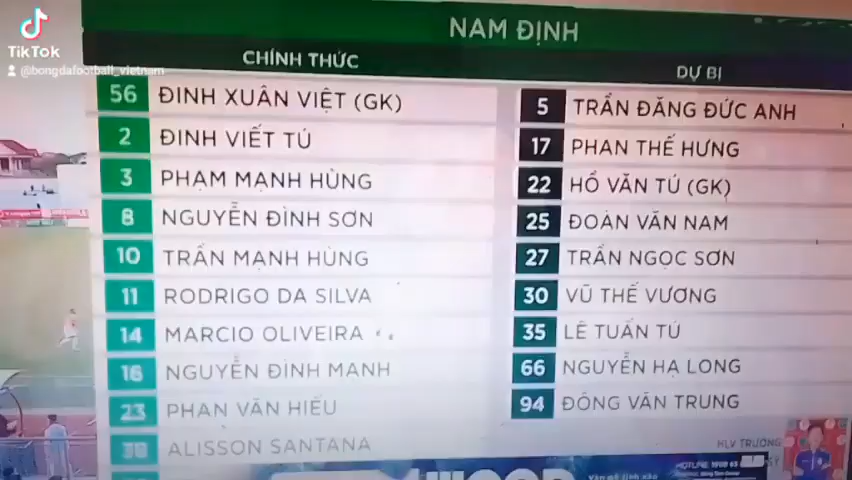 TikTok
@bongdafootball_vietnam
NAM ĐỊNH
CHÍNH THỨC
56 ĐINH XUÂN VIỆT (GK)
2 ĐINH VIẾT TÚ
3 PHẠM MẠNH HÙNG
8 NGUYỄN ĐÌNH SƠN
10 TRẦN MẠNH HÙNG
11 RODRIGO DA SILVA
14 MARCIO OLIVEIRA
16 NGUYỄN ĐÌNH MẠNH
23 PHAN VĂN HIẾU
ALISSON SANTANA
DỰ BỊ
5 TRẦN ĐĂNG ĐỨC ANH
17 PHAN THẾ HƯNG
22 HỒ VĂN TÚ (GK)
25 ĐOÀN VĂN NAM
27 TRẦN NGỌC SƠN
30 VŨ THẾ VƯƠNG
35 LÊ TUẤN TÚ
66 NGUYỄN HẠ LONG
94 ĐỒNG VĂN TRUNG
HLV TRƯỞNG
HOTLINE